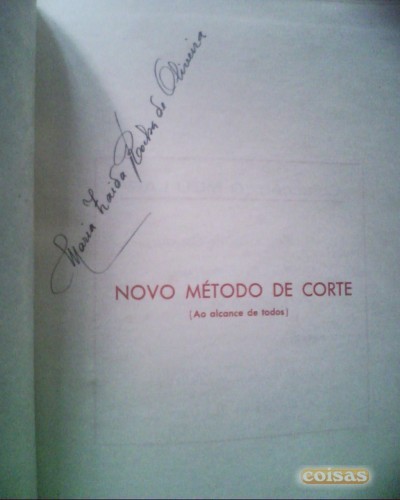 Maria Zaida Rocha de Oliveira
NOVO MÉTODO DE CORTE
(Ao alcance de todos)
coisas